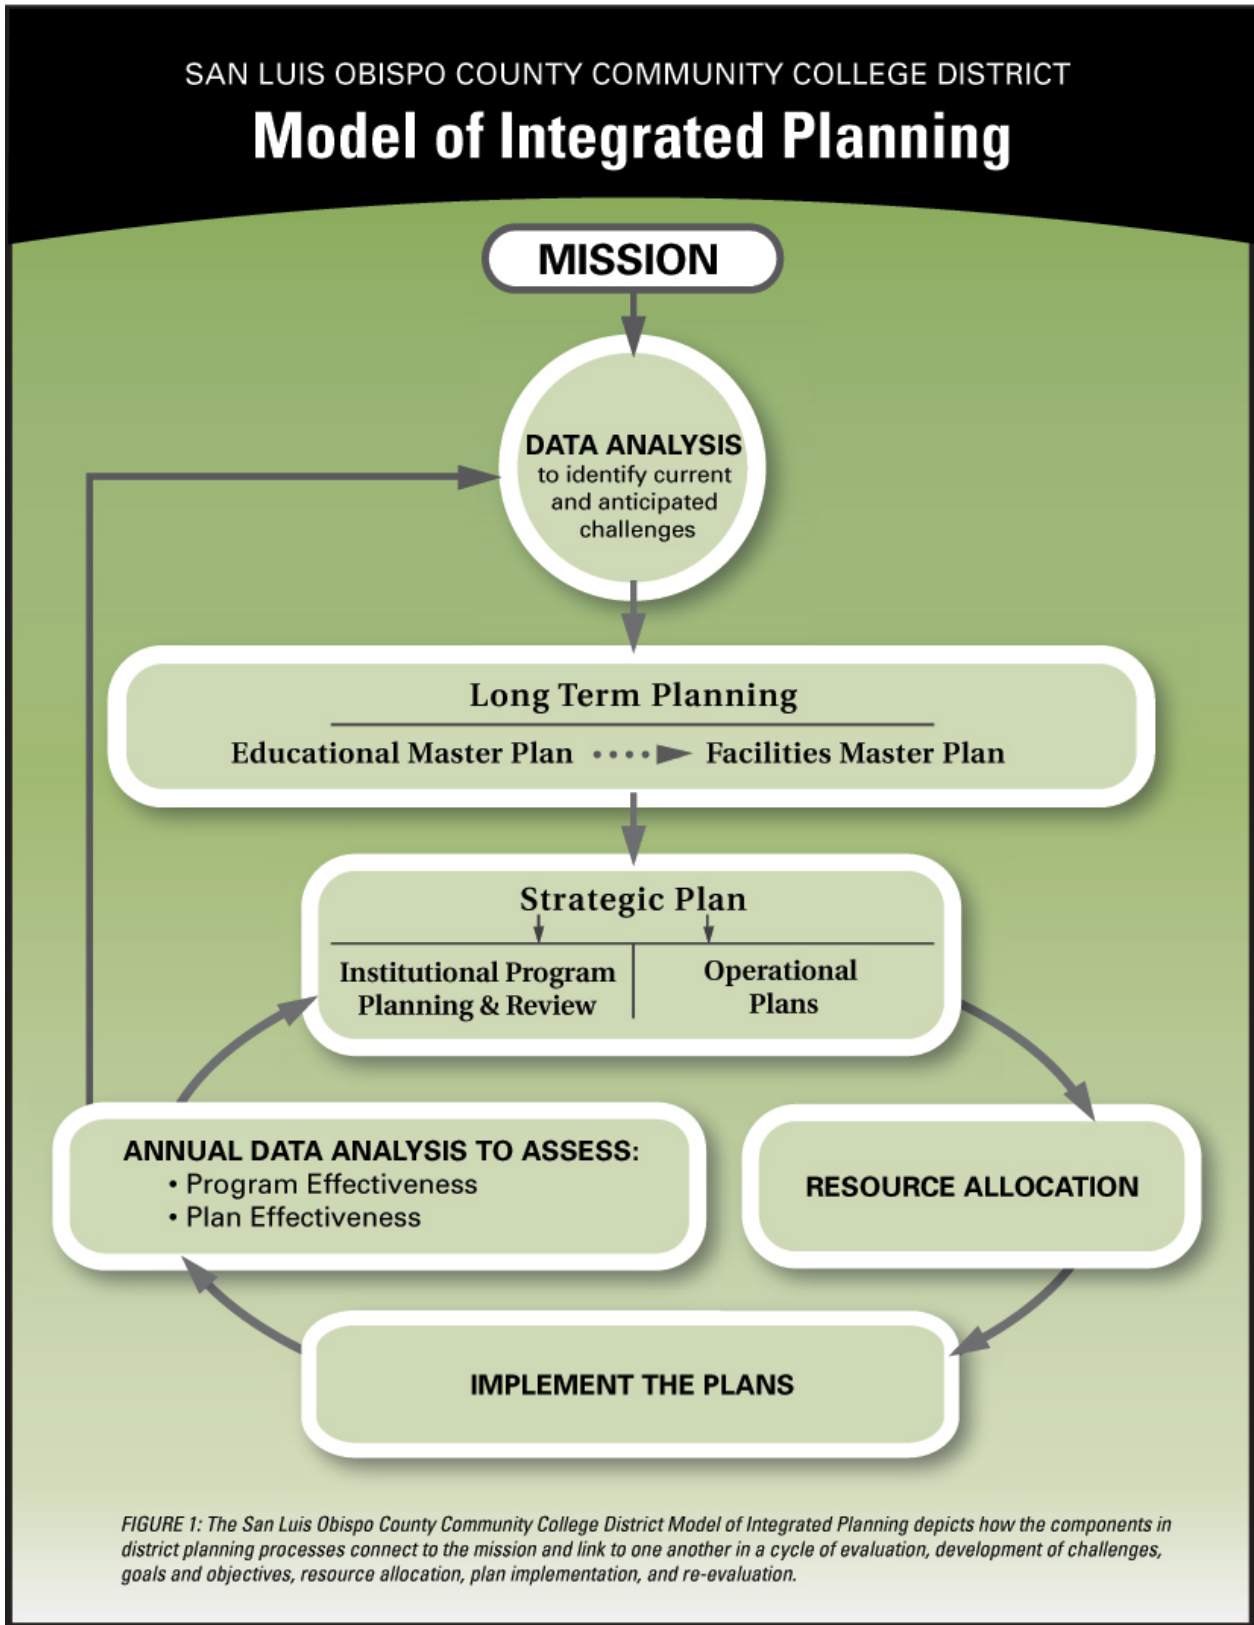 SAN LUIS OBISPO COUNTY COMMUNITY COLLEGE DISTRICT
Model of Integrated Planning
MISSION
DATA ANALYSIS
to identify current
and anticipated
challenges
Long Term Planning
Educational Master Plan Facilities Master Plan
Strategic Plan
Institutional Program
Planning & Review
Operational
Plans
ANNUAL DATA ANALYSIS TO ASSESS:
• Program Effectiveness
• Plan Effectiveness
RESOURCE ALLOCATION
IMPLEMENT THE PLANS
FIGURE 1: The San Luis Obispo County Community College District Model of Integrated Planning depicts how the components in
district planning processes connect to the mission and link to one another in a cycle of evaluation, development of challenges,
goals and objectives, resource allocation, plan implementation, and re-evaluation.